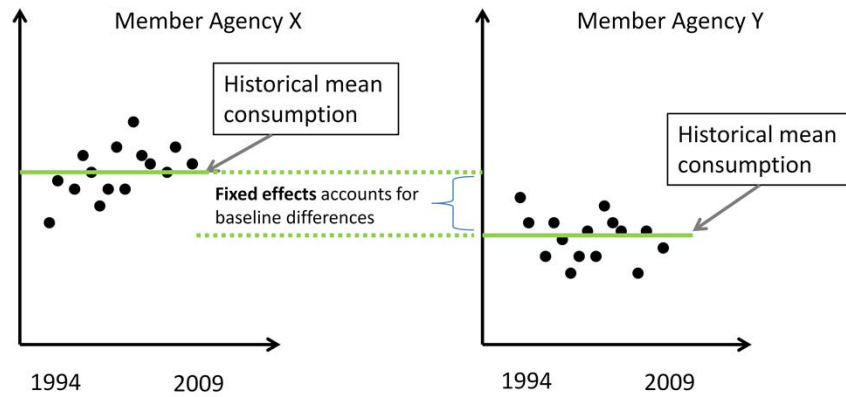 Member Agency X
Historical mean
consumption
Fixed effects accounts for
baseline differences
1994
2009
Member Agency Y
Historical mean
consumption
1994
2009